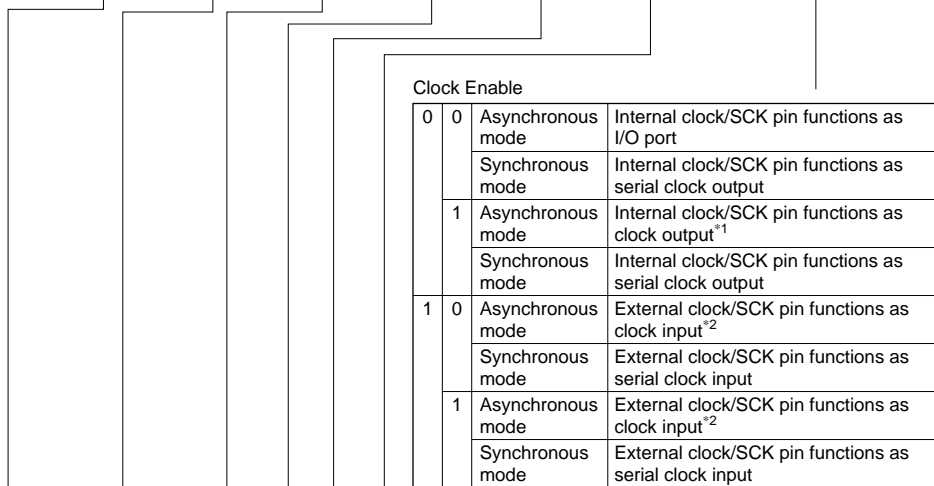 Clock Enable
0 0 Asynchronous mode Internal clock/SCK pin functions as I/O port
Synchronous mode Internal clock/SCK pin functions as serial clock output
1 Asynchronous mode Internal clock/SCK pin functions as clock output*1
Synchronous mode Internal clock/SCK pin functions as serial clock output
1 0 Asynchronous mode External clock/SCK pin functions as clock input*2
Synchronous mode External clock/SCK pin functions as serial clock input
1 Asynchronous mode External clock/SCK pin functions as clock input*2
Synchronous mode External clock/SCK pin functions as serial clock input